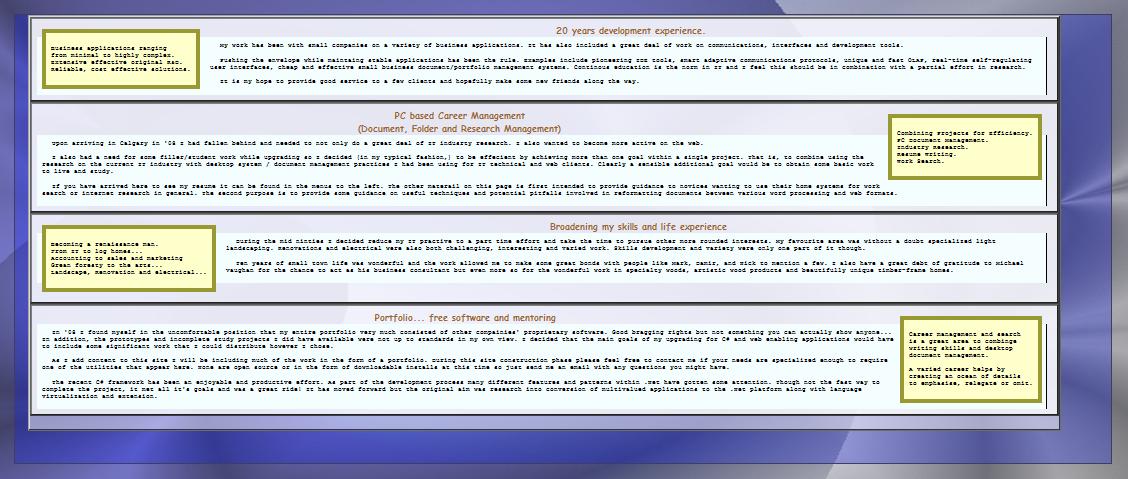 20 years development experience.
Business applications ranging
from minimal to highly complex.
Extensive effective original R&D.
Reliable, cost effective solutions.
My work has been with small companies on a variety of business applications. It has also included a great deal of work on communications, interfaces and development tools.
Pushing the envelope while maintaing stable applications has been the rule. Examples include pioneering tools, smart adaptive communications protocols, unique and fast OLAP, real-time self-regulating
user interfaces, cheap and effective small business document/portfolio management systems. Continous education is the norm in IT and I feel this should be in combination with a partial effort in research.
It is my hope to provide good service to a few clients and hopefully make some new friends along the way.
PC based Career Management
(Document, Folder and Research Management)
Combining Projects for Efficiency.
PC Document Management.
Industry Research.
Resume Writing.
Work Search.
Upon arriving in Calgary in '05 I had fallen behind and needed to not only do a great deal of IT industry research. I also wanted to become more active on the web.
I also had a need for some filler/student work while upgrading so I decided (in my typical fashion,) to be effecient by achieving more than one goal within a single project. That is, to combine using the
research on the current IT industry with desktop system / document management practices I had been using for IT technical and web clients. Clearly a sensible additional goal would be to obtain some basic work
to live and study.
If you have arrived here to see my resume it can be found in the menus to the left. The other materail on this page is first intended to provide guidance to novices wanting to use their home systems for work
search or internet research in general. The second purpose is to provide some guidance on useful techniques and potential pitfalls involved in reformatting documents between various word processing and web formats.
Broadening my skills and life experience
Becoming a renaissance man.
From IT to log homes...
Accounting to sales and marketing
Great foresty to the arts...
Landscape, renovation and electrical...
During the mid ninties I decided reduce my IT practive to a part time effort and take the time to pursue other more rounded interests. My favourite area was without a doubt specialized light
landscaping. Renovations and electrical were also both challenging, interesting and varied work. Skills development and variety were only one part of it though.
Ten years of small town life was wonderful and the work allowed me to make some great bonds with people like Mark, Damir, and Nick to mention a few. I also have a great debt of gratitude to Michael
Vaughan for the chance to act as his business consultant but even more so for the wonderful work in specialty woods, artistic wood products and beautifully unique timber-frame homes.
Portfolio... free software and mentoring
Career management and search
is a great area to combinge
writing skills and desktop
document management.
A varied career helps by
creating an ocean of details
to emphasise, relegate or omit.
In '05 I found myself in the uncomfortable position that my entire portfolio very much consisted of other compainies' proprietary software. Good bragging rights but not something you can actually show anyone...
In addition, the prototypes and incomplete study projects I did have available were not up to standards in my own view. I decided that the main goals of my upgrading for C# and web enabling applications would have
to include some significant work that I could distribute however I chose.
As I add content to this site I will be including much of the work in the form of a portfolio. During this site construction phase please feel free to contact me if your needs are specialized enough to require
one of the utilities that appear here. None are open source or in the form of downloadable installs at this time so just send me an email with any questions you might have.
The recent C# framework has been an enjoyable and productive effort. As part of the development process many different features and patterns within .Net have gotten some attention. Though not the fast way to
complete the project, it met all it's goals and was a great ride! It has moved forward but the original aim was research into conversion of multivalued applications to the .Net platform along with language
virtualization and extension.